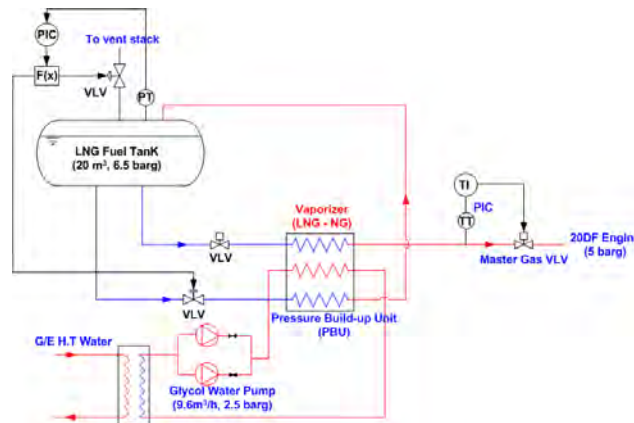 PIC
To vent stack
F(x)
VLV
PT
LNG Fuel TanK
(20 m³, 6.5 barg)
Vaporizer
(LNG - NG)
TI
PIC
TT
VLV
20DF Engin
(5 barg)
Master Gas VLV
VLV
Pressure Build-up Unit
(PBU)
G/E H.T Water
Glycol Water Pump
(9.6m³/h, 2.5 barg)